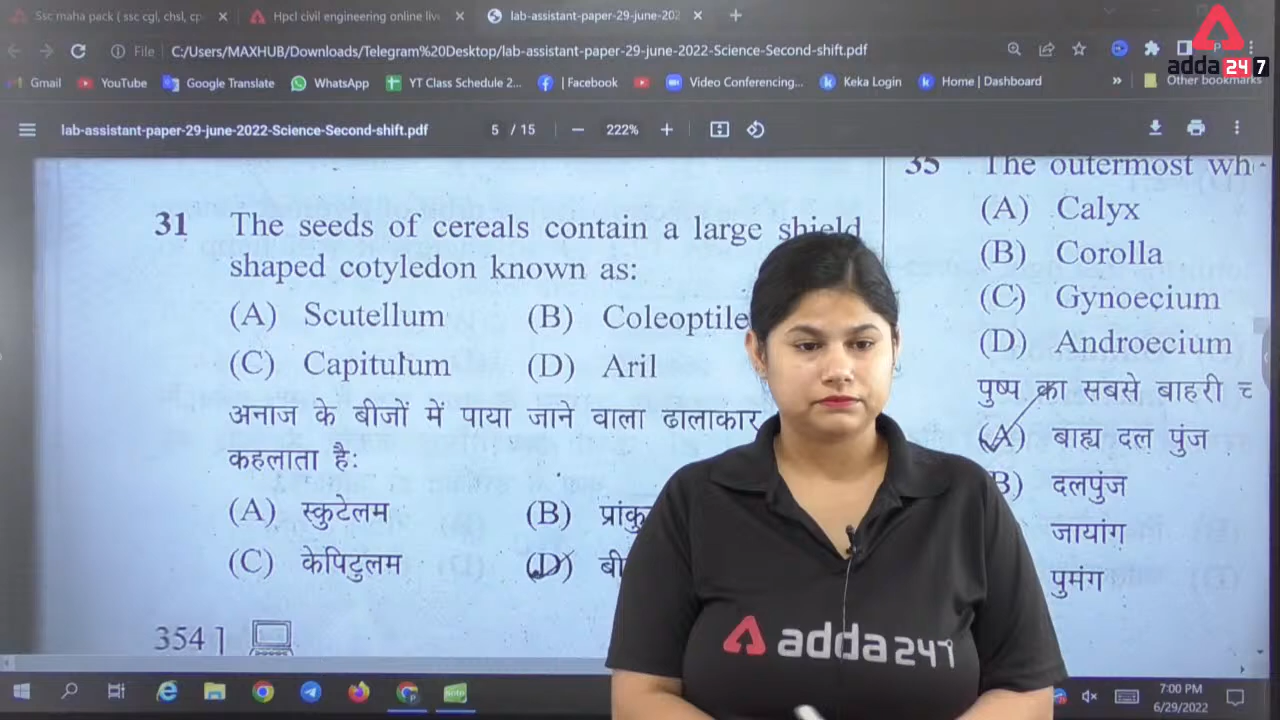 Ssc maha pack ( ssc cgl, chsl, cp
Hpcl civil engineering online live
lab-assistant-paper-29-june-202
adda 24 7
File C:/Users/MAXHUB/Downloads/Telegram%20Desktop/lab-assistant-paper-29-june-2022-Science-Second-shift.pdf
Gmail YouTube Google Translate WhatsApp YT Class Schedule 2... | Facebook Video Conferencing... Keka Login Home | Dashboard » Other bookmarks
lab-assistant-paper-29-june-2022-Science-Second-shift.pdf 5 / 15 222%
31 The seeds of cereals contain a large shield
shaped cotyledon known as:
(A) Scutellum (B) Coleoptile
(C) Capitulum (D) Aril
अनाज के बीजों में पाया जाने वाला ढालाकार
कहलाता है:
(A) स्कुटेलम (B) प्रांकु
(C) केपिटुलम (D) बी
354 ]
35 The outermost wh
(A) Calyx
(B) Corolla
(C) Gynoecium
(D) Androecium
पुष्प का सबसे बाहरी च
(A) बाह्य दल पुंज
B) दलपुंज
जायांग
पुमंग
adda 247
7:00 PM
6/29/2022